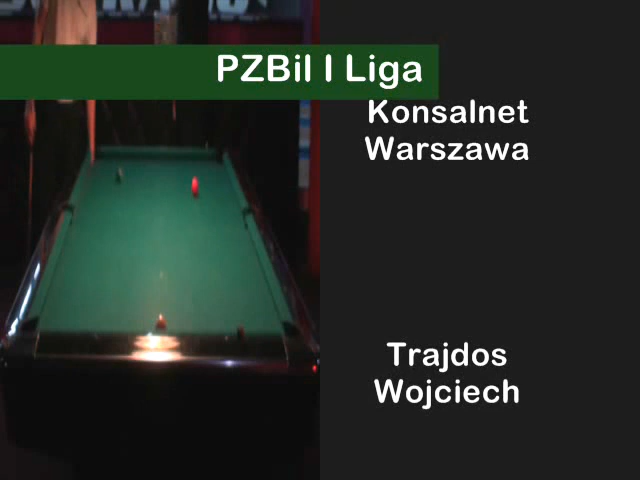 PZBil I Liga
Konsalnet
Warszawa
Trajdos
Wojciech